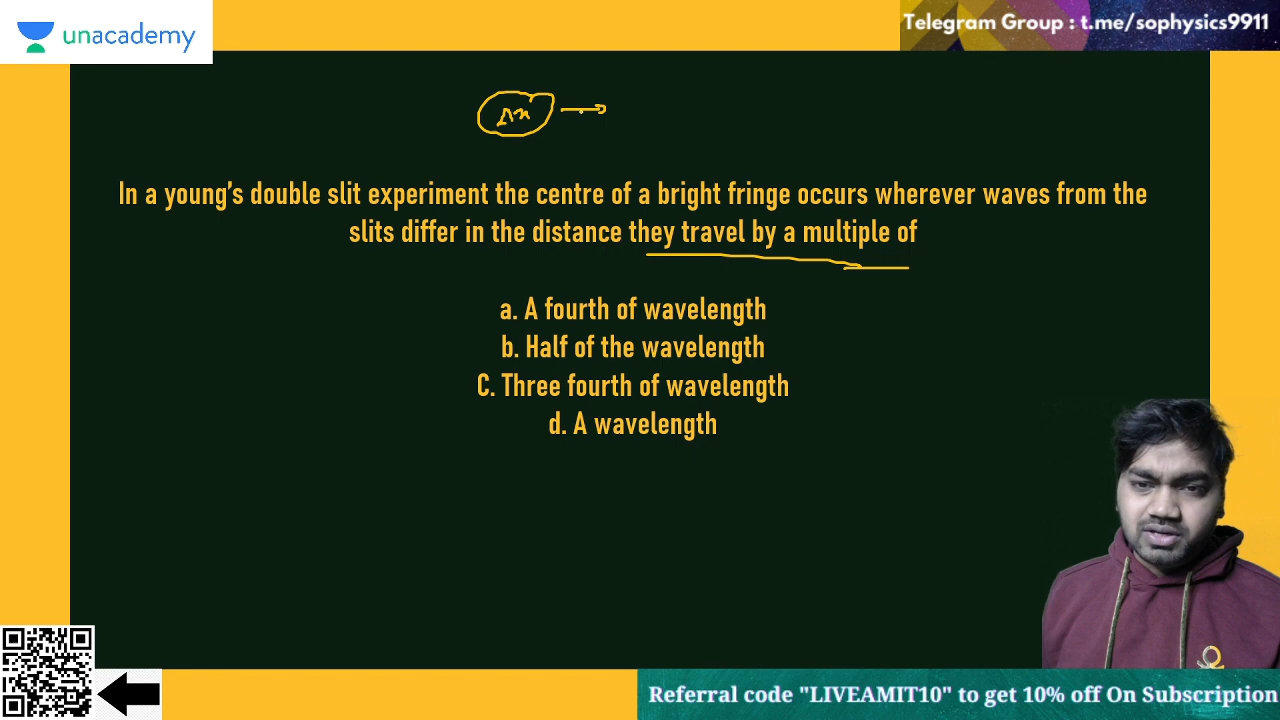 unacademy
Telegram Group : t.me/sophysics9911
Δx
In a young's double slit experiment the centre of a bright fringe occurs wherever waves from the
slits differ in the distance they travel by a multiple of
a. A fourth of wavelength
b. Half of the wavelength
C. Three fourth of wavelength
d. A wavelength
Referral code "LIVEAMIT10" to get 10% off On Subscription